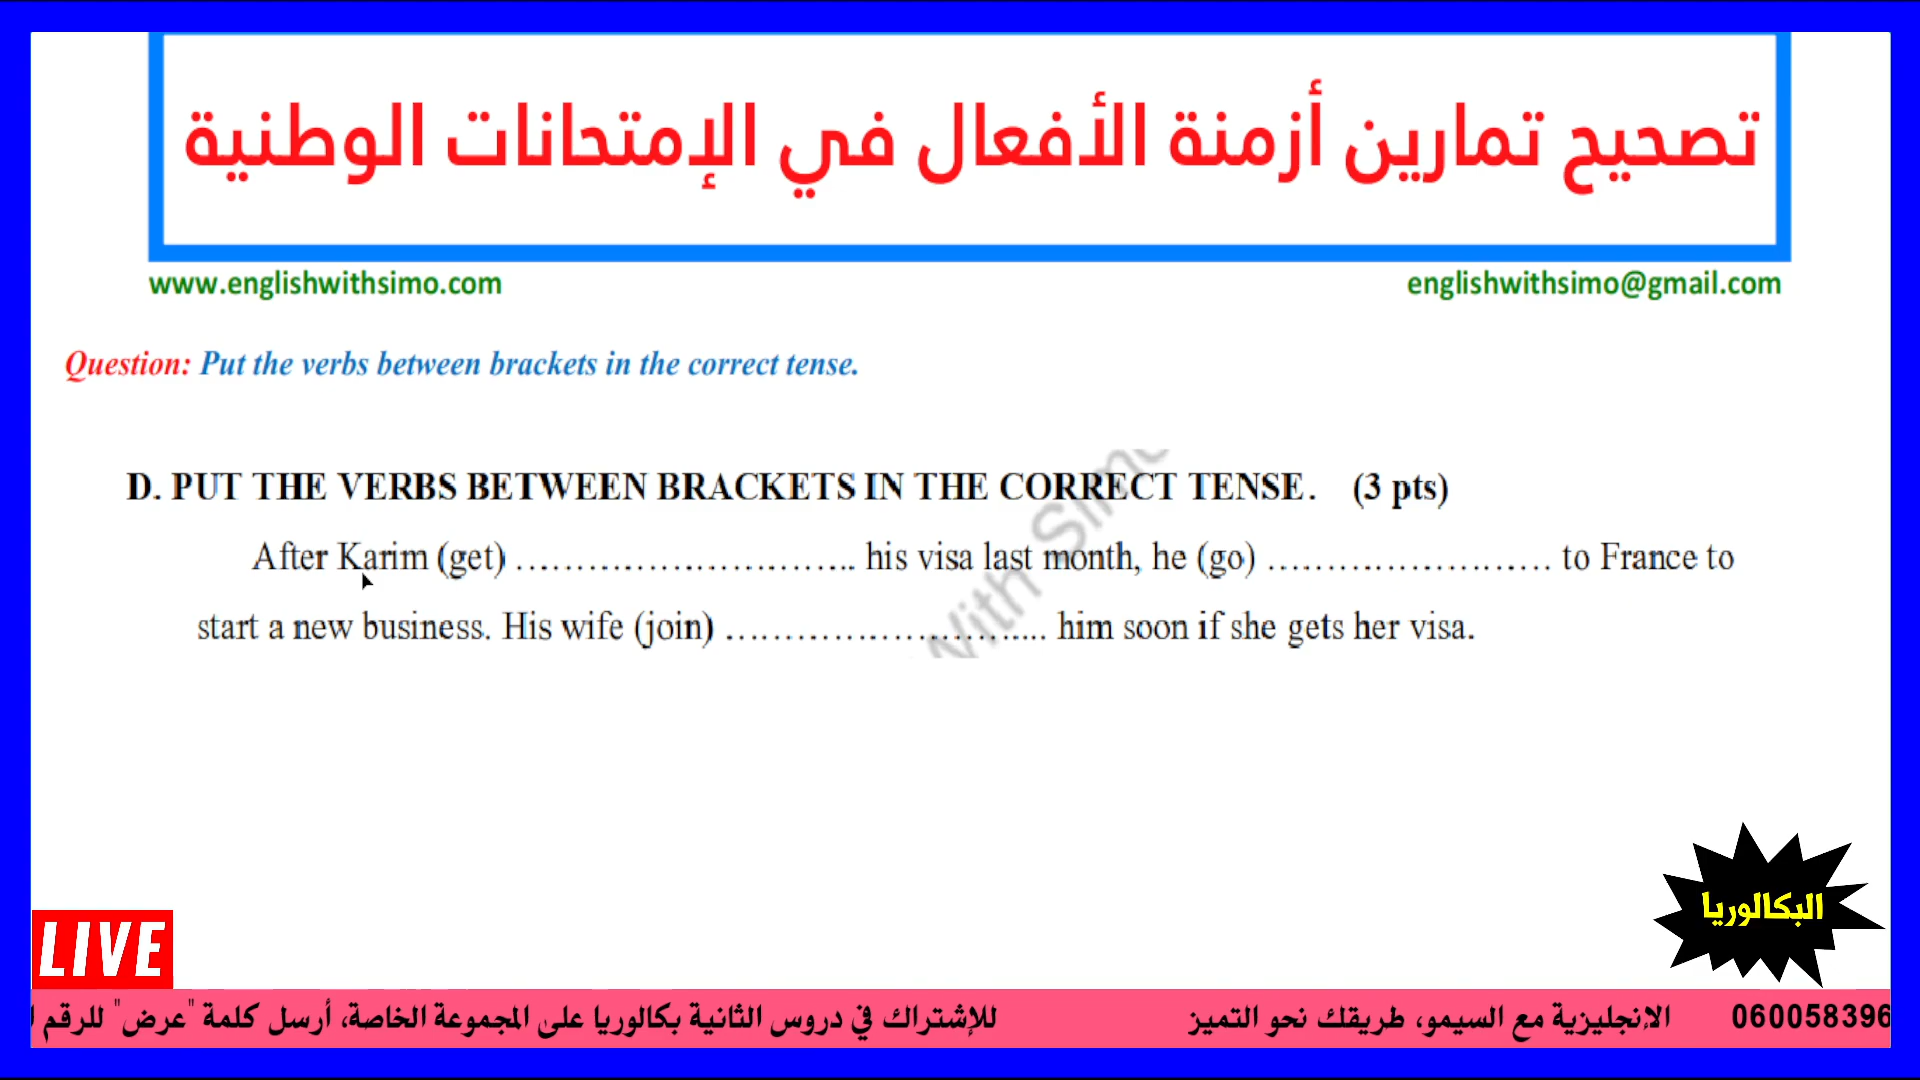 تصحيح تمارين أزمنة الأفعال في الإمتحانات الوطنية
www.englishwithsimo.com englishwithsimo@gmail.com
Question: Put the verbs between brackets in the correct tense.
D. PUT THE VERBS BETWEEN BRACKETS IN THE CORRECT TENSE. (3 pts)
After Karim (get) ………………………….. his visa last month, he (go) ……………………… to France to
start a new business. His wife (join) ………………………..... him soon if she gets her visa.
With Simo
البكالوريا
LIVE
060058396 الإنجليزية مع السيمو، طريقك نحو التميز للإشتراك في دروس الثانية بكالوريا على المجموعة الخاصة، أرسل كلمة "عرض" للرقم